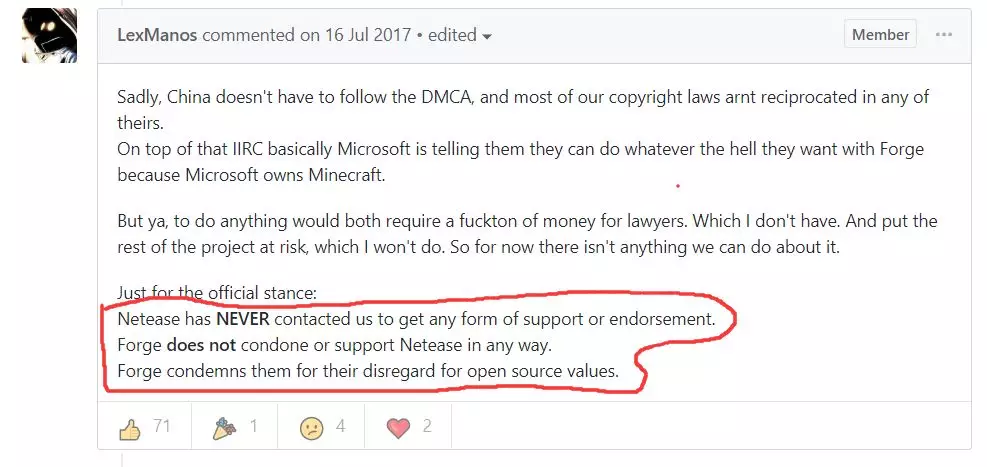 LexManos commented on 16 Jul 2017 • edited
Member
Sadly, China doesn't have to follow the DMCA, and most of our copyright laws arnt reciprocated in any of
theirs.
On top of that IIRC basically Microsoft is telling them they can do whatever the hell they want with Forge
because Microsoft owns Minecraft.
But ya, to do anything would both require a fuckton of money for lawyers. Which I don't have. And put the
rest of the project at risk, which I won't do. So for now there isn't anything we can do about it.
Just for the official stance:
Netease has NEVER contacted us to get any form of support or endorsement.
Forge does not condone or support Netease in any way.
Forge condemns them for their disregard for open source values.
71 1 4 2